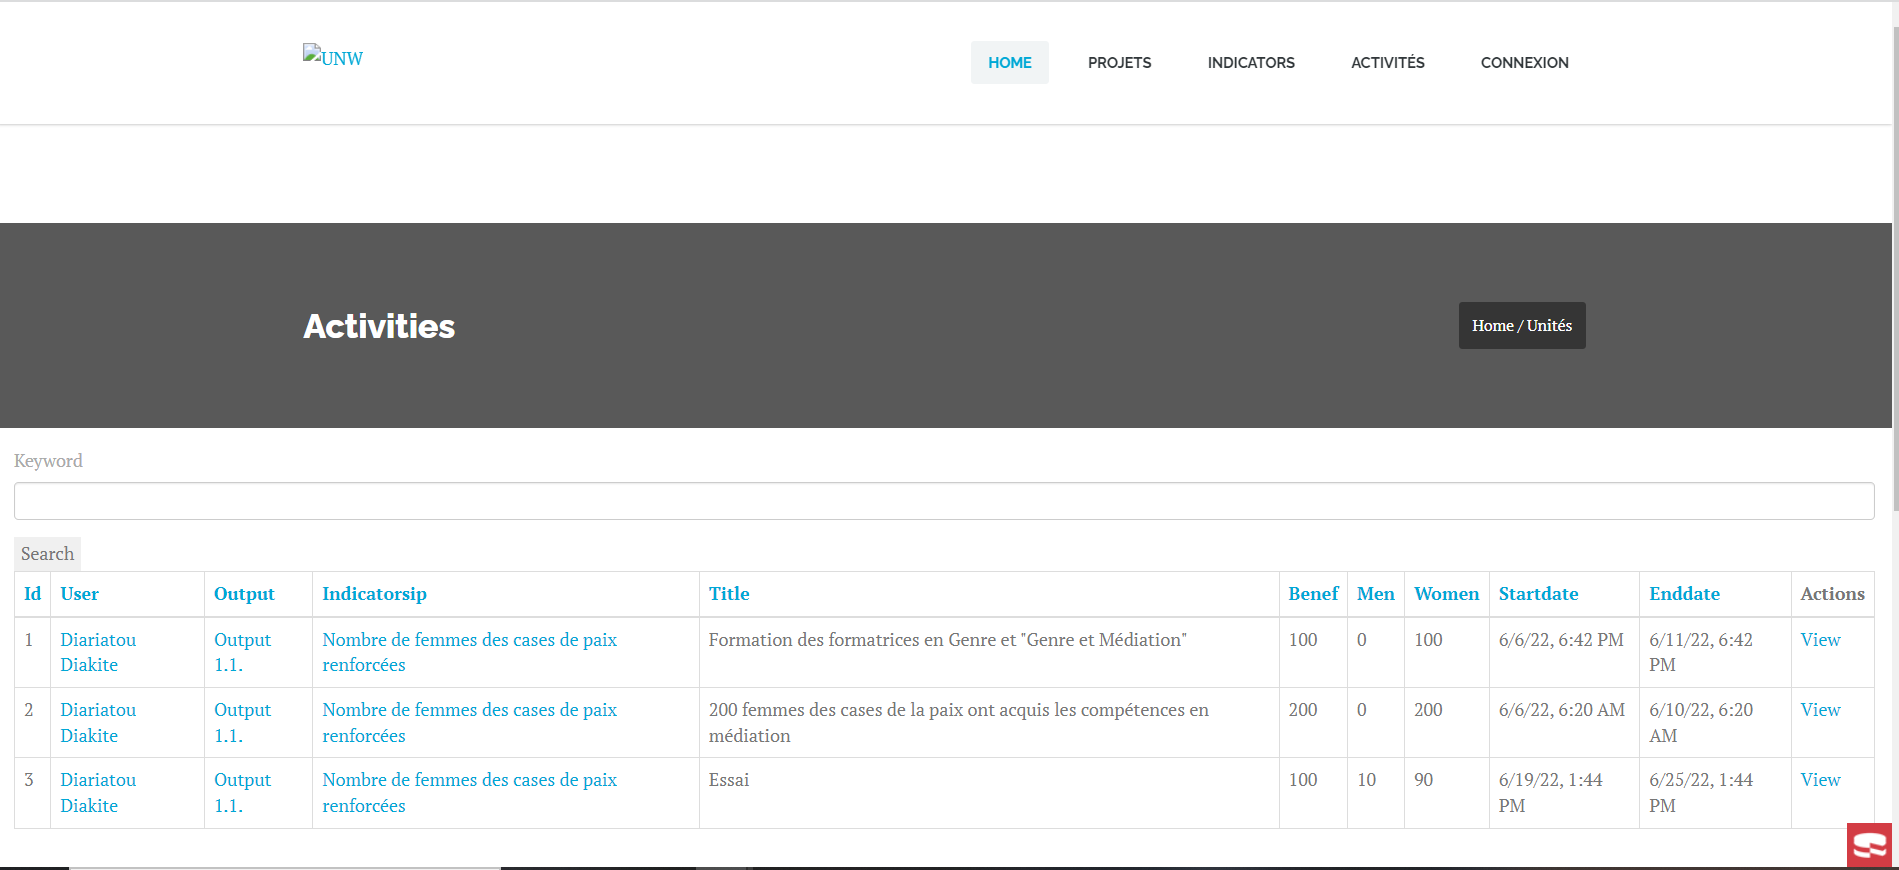 UNW
HOME PROJETS INDICATORS ACTIVITÉS CONNEXION
Activities
Home / Unités
Keyword
Search
Id User Output Indicatorsip Title Benef Men Women Startdate Enddate Actions
1 Diariatou Output Nombre de femmes des cases de paix Formation des formatrices en Genre et "Genre et Médiation" 100 0 100 6/6/22, 6:42 PM 6/11/22, 6:42 View
Diakite 1.1. renforcées PM
2 Diariatou Output Nombre de femmes des cases de paix 200 femmes des cases de la paix ont acquis les compétences en 200 0 200 6/6/22, 6:20 AM 6/10/22, 6:20 View
Diakite 1.1. renforcées médiation AM
3 Diariatou Output Nombre de femmes des cases de paix Essai 100 10 90 6/19/22, 1:44 6/25/22, 1:44 View
Diakite 1.1. renforcées PM PM